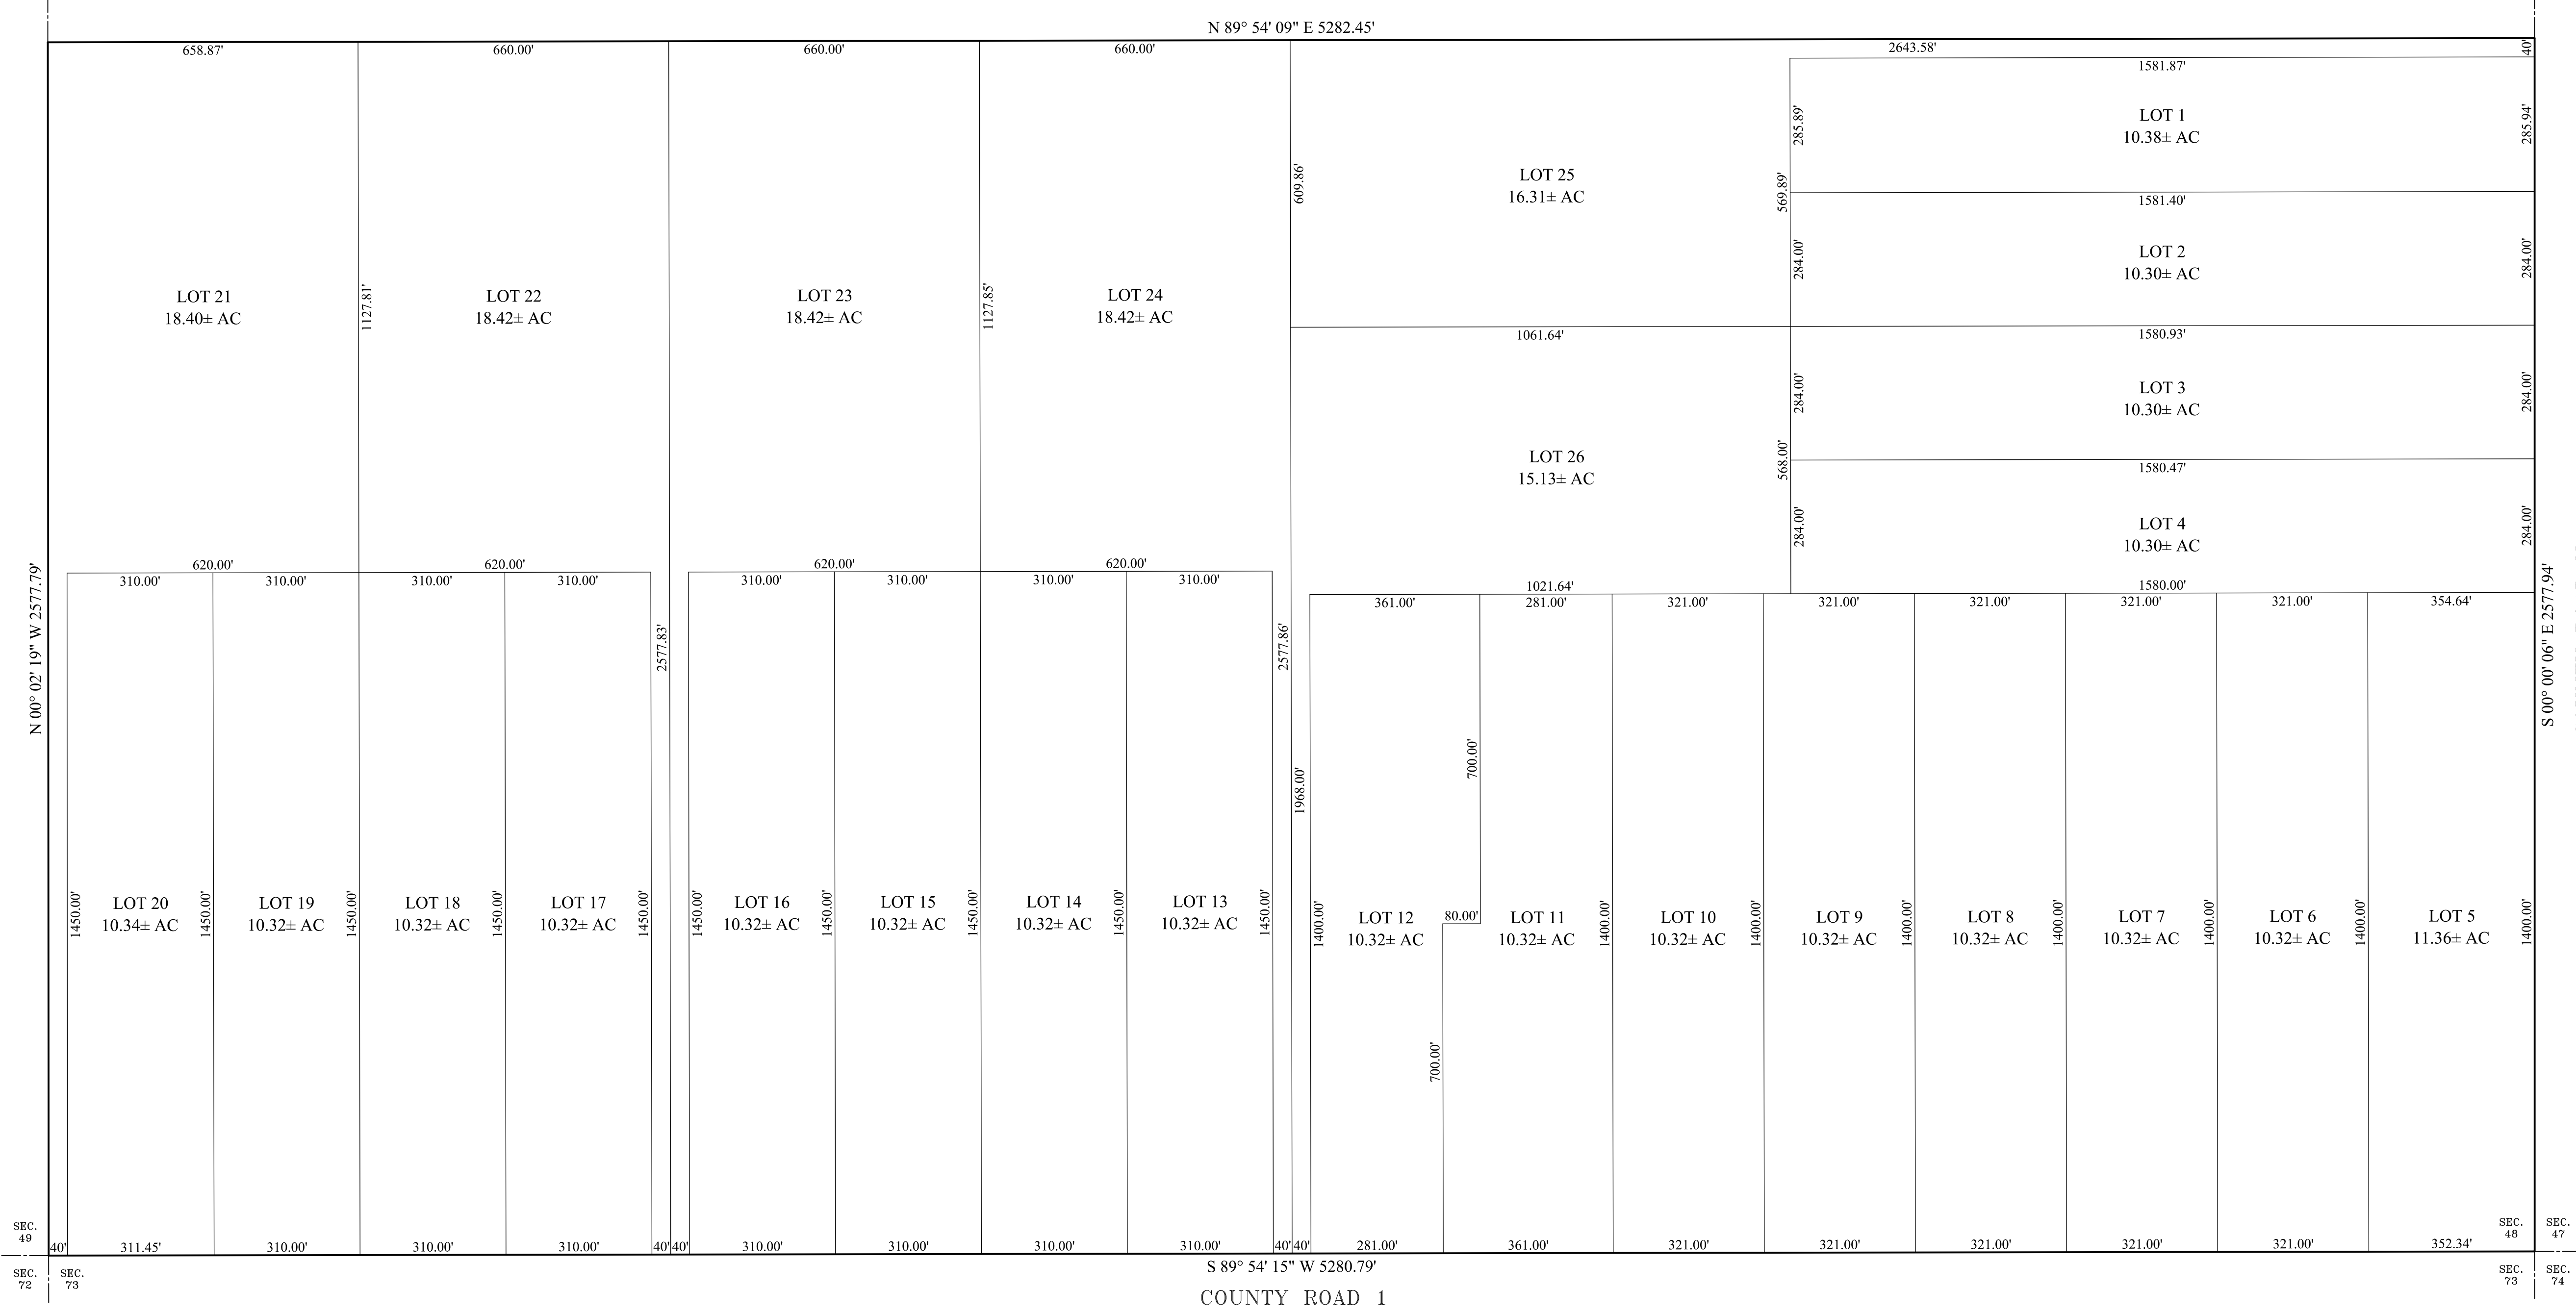 N 89° 54' 09" E 5282.45'
658.87'
660.00'
660.00'
660.00'
2643.58'
40'
1581.87'
LOT 1
10.38± AC
285.89'
285.94'
1581.40'
LOT 25
16.31± AC
609.86'
569.89'
LOT 2
10.30± AC
284.00'
284.00'
1580.93'
1061.64'
LOT 21
18.40± AC
1127.81'
LOT 22
18.42± AC
LOT 23
18.42± AC
1127.85'
LOT 24
18.42± AC
LOT 3
10.30± AC
284.00'
284.00'
1580.47'
LOT 26
15.13± AC
568.00'
LOT 4
10.30± AC
284.00'
284.00'
1580.00'
1021.64'
620.00'
620.00'
620.00'
620.00'
310.00'
310.00'
310.00'
310.00'
310.00'
310.00'
310.00'
310.00'
361.00'
281.00'
321.00'
321.00'
321.00'
321.00'
321.00'
354.64'
N 00° 02' 19" W 2577.79'
2577.83'
2577.86'
S 00° 00' 06" E 2577.94'
700.00'
1968.00'
1450.00'
LOT 20
10.34± AC
1450.00'
LOT 19
10.32± AC
1450.00'
LOT 18
10.32± AC
1450.00'
LOT 17
10.32± AC
1450.00'
1450.00'
LOT 16
10.32± AC
1450.00'
LOT 15
10.32± AC
1450.00'
LOT 14
10.32± AC
1450.00'
LOT 13
10.32± AC
1450.00'
1400.00'
LOT 12
10.32± AC
80.00'
LOT 11
10.32± AC
1400.00'
LOT 10
10.32± AC
1400.00'
LOT 9
10.32± AC
1400.00'
LOT 8
10.32± AC
1400.00'
LOT 7
10.32± AC
1400.00'
LOT 6
10.32± AC
1400.00'
LOT 5
11.36± AC
1400.00'
700.00'
SEC.
49
SEC.
48
SEC.
47
40'
311.45'
310.00'
310.00'
310.00'
40'
40'
310.00'
310.00'
310.00'
310.00'
40'
40'
281.00'
361.00'
321.00'
321.00'
321.00'
321.00'
321.00'
352.34'
S 89° 54' 15" W 5280.79'
SEC.
72
SEC.
73
SEC.
73
SEC.
74
COUNTY ROAD 1